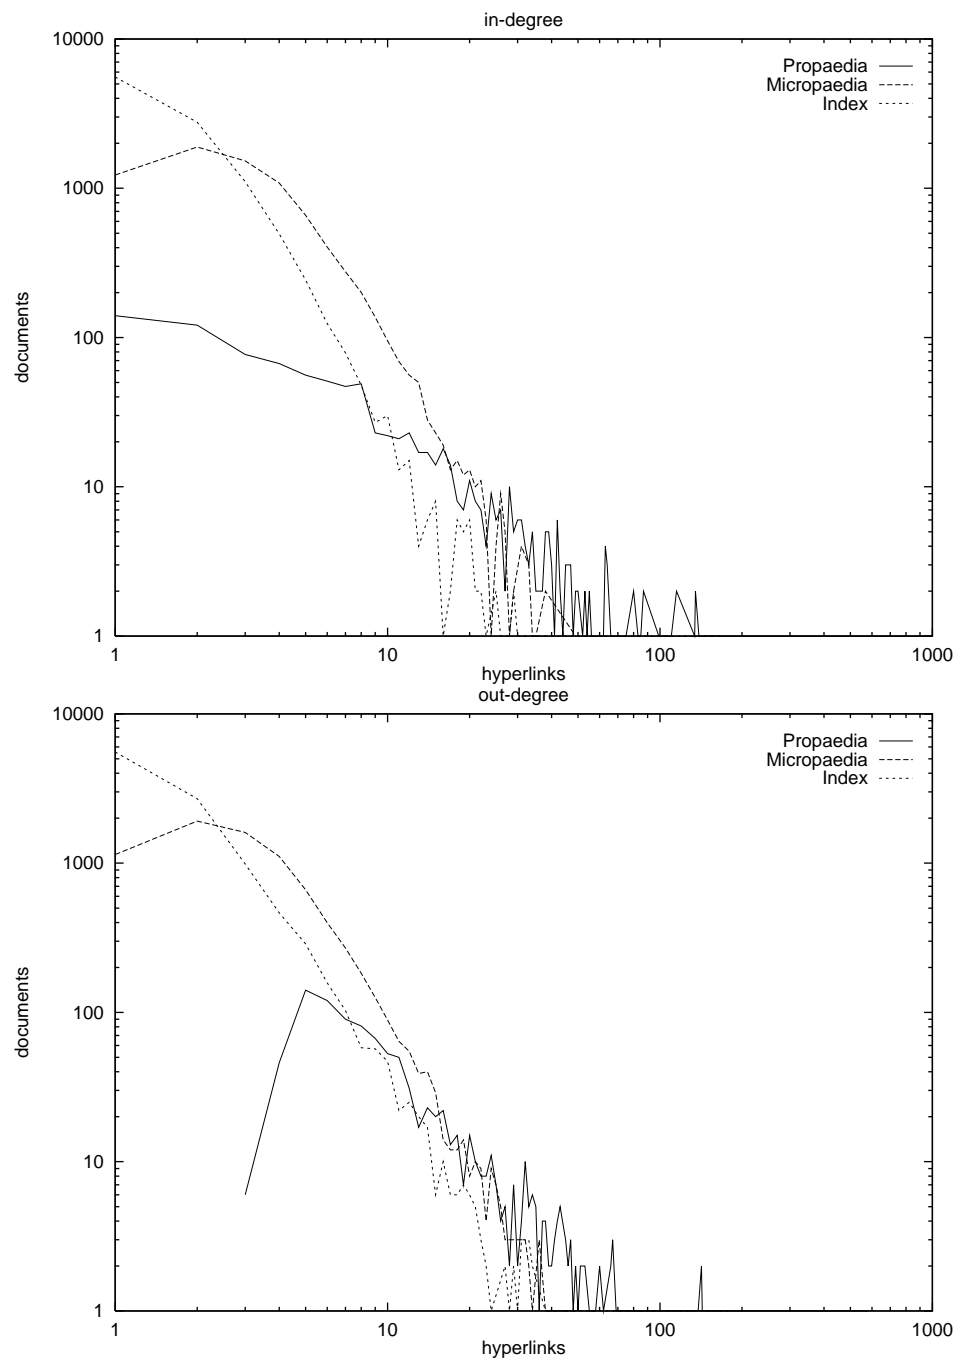 in-degree
10000
1000
100
10
1
documents
Propaedia
Micropaedia
Index
1 10 100 1000
hyperlinks
out-degree
10000
1000
100
10
1
documents
Propaedia
Micropaedia
Index
1 10 100 1000
hyperlinks